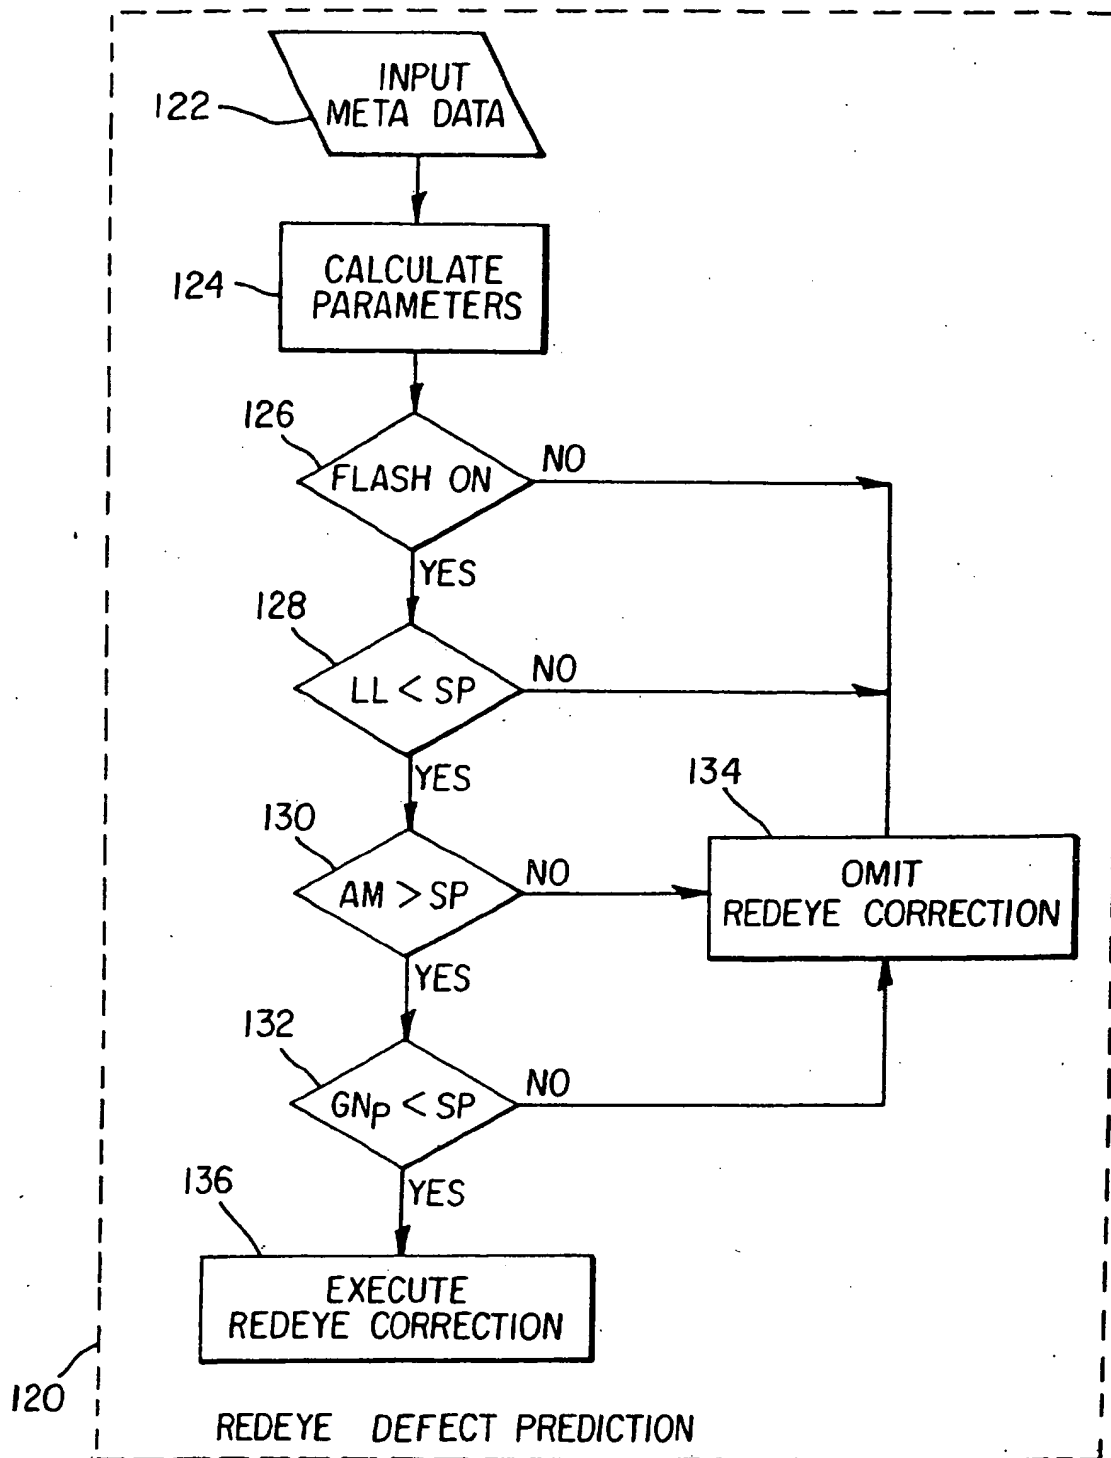 INPUT
META DATA
122
CALCULATE
PARAMETERS
124
126
FLASH ON
NO
YES
128
LL < SP
NO
YES
130
AM > SP
NO
YES
134
OMIT
REDEYE CORRECTION
132
GNP < SP
NO
YES
136
EXECUTE
REDEYE CORRECTION
120
REDEYE DEFECT PREDICTION